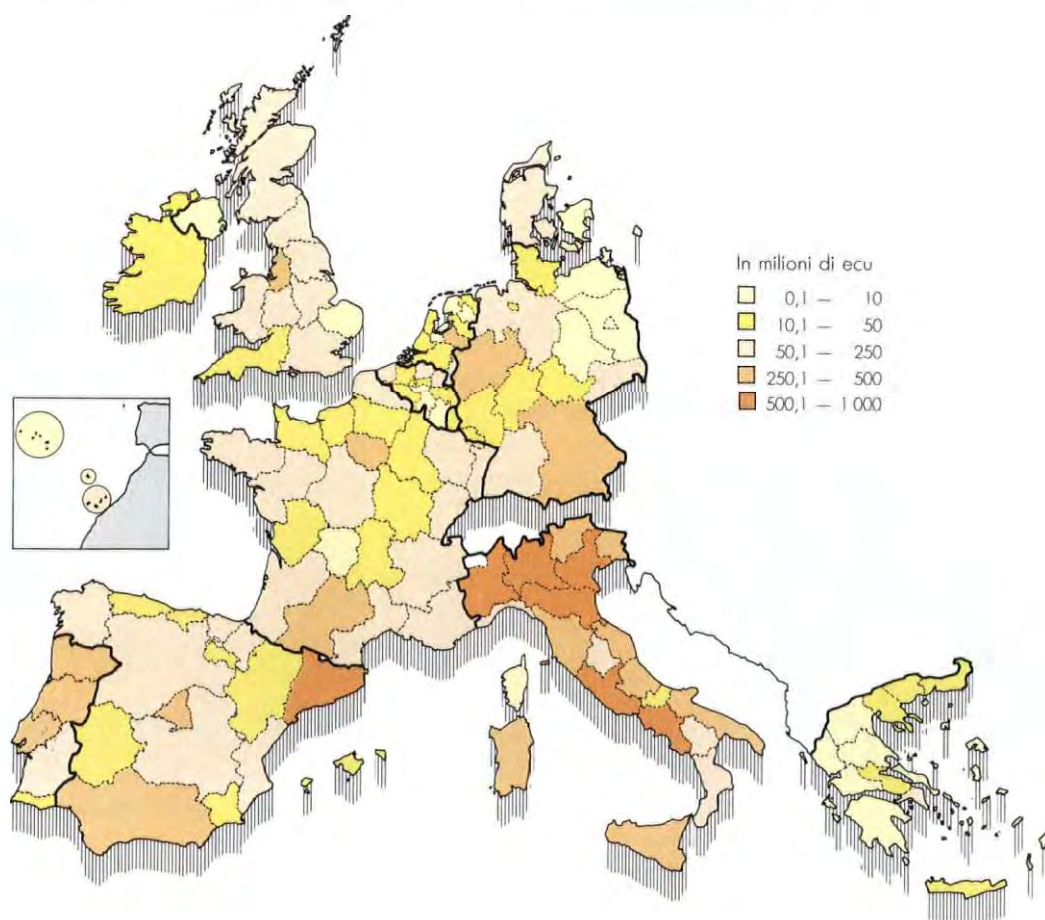 In milioni di ecu
0,1 — 10
10,1 — 50
50,1 — 250
250,1 — 500
500,1 — 1 000